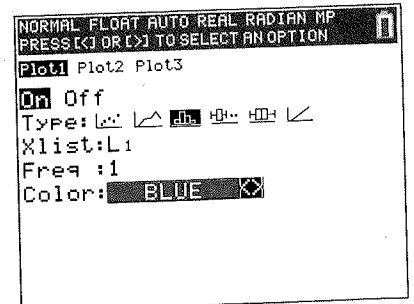 NORMAL FLOAT AUTO REAL RADIAN MP
PRESS [<] OR [>] TO SELECT AN OPTION
Plot1 Plot2 Plot3
On Off
Type:
Xlist:L1
Freq :1
Color: BLUE <>